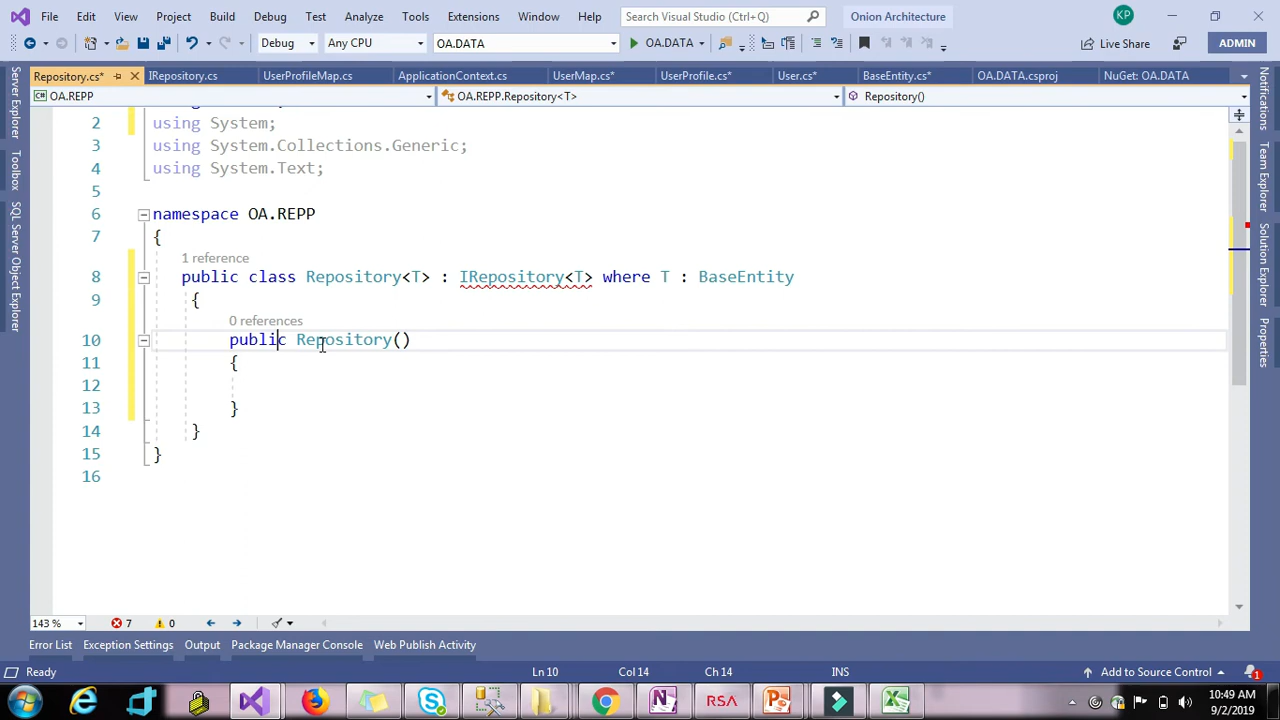 File Edit View Project Build Debug Test Analyze Tools Extensions Window Help Search Visual Studio (Ctrl+Q) Onion Architecture KP
Debug Any CPU OA.DATA OA.DATA Live Share ADMIN
Repository.cs* IRepository.cs UserProfileMap.cs ApplicationContext.cs UserMap.cs* UserProfile.cs* User.cs* BaseEntity.cs* OA.DATA.csproj NuGet: OA.DATA
OA.REPP OA.REPP.Repository<T> Repository()
Server Explorer
Toolbox
SQL Server Object Explorer
2 using System;
3 using System.Collections.Generic;
4 using System.Text;
5
6 namespace OA.REPP
7 {
1 reference
8 public class Repository<T> : IRepository<T> where T : BaseEntity
9 {
0 references
10 public Repository()
11 {
12
13 }
14 }
15 }
16
Notifications
Team Explorer
Solution Explorer
Properties
143 % 7 0
Error List Exception Settings Output Package Manager Console Web Publish Activity
Ready Ln 10 Col 14 Ch 14 INS Add to Source Control 1
RSA
10:49 AM
9/2/2019